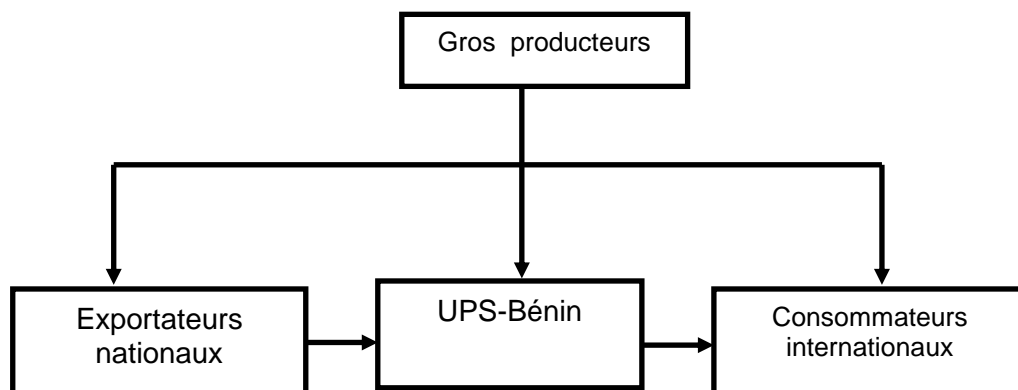 Gros producteurs
Exportateurs
nationaux
UPS-Bénin
Consommateurs
internationaux